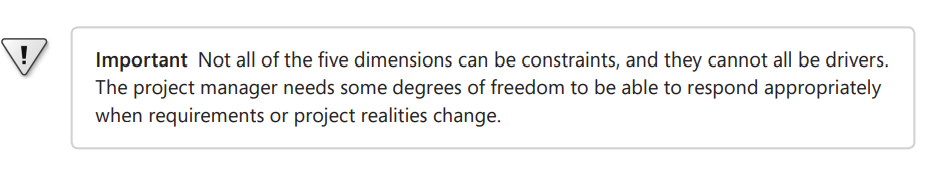 Important Not all of the five dimensions can be constraints, and they cannot all be drivers.
The project manager needs some degrees of freedom to be able to respond appropriately
when requirements or project realities change.